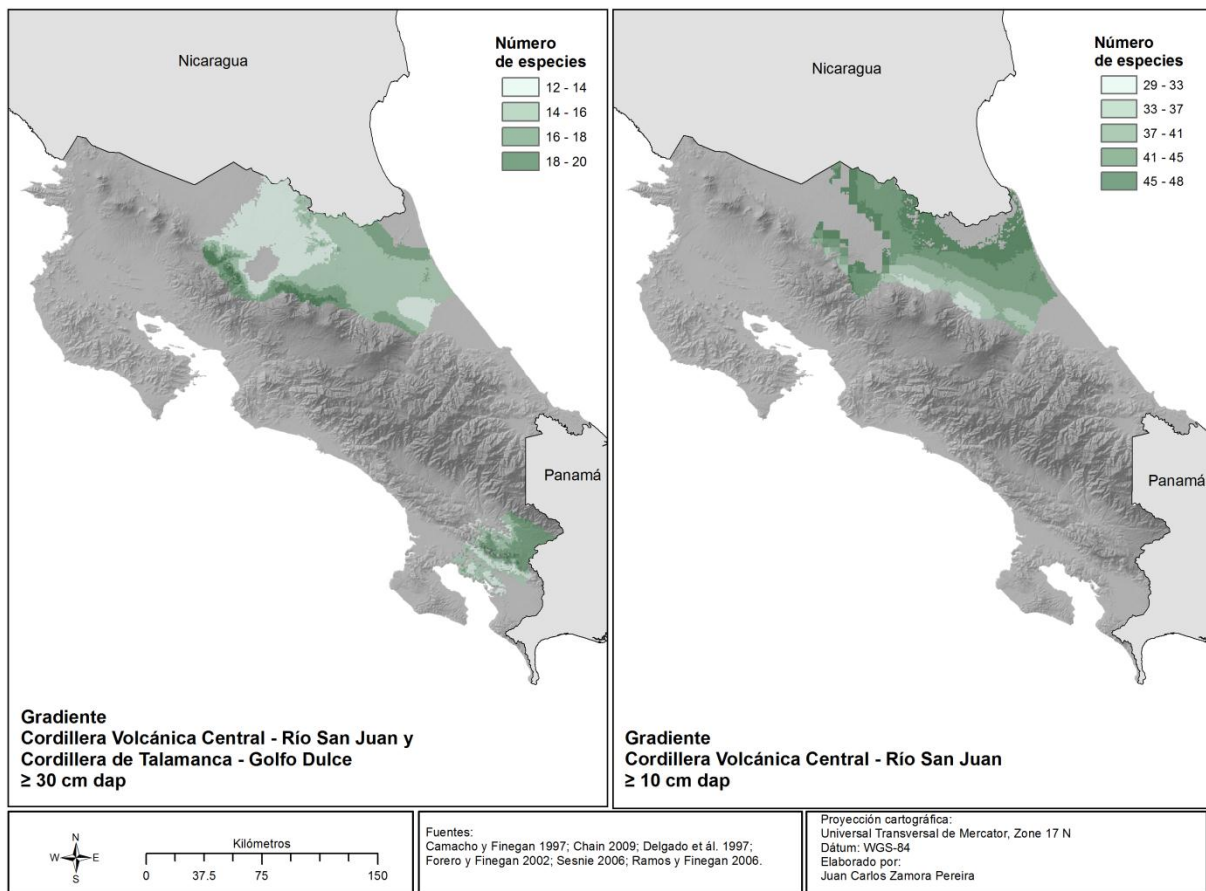 Nicaragua
Número
de especies
12 - 14
14 - 16
16 - 18
18 - 20
Panamá
Gradiente
Cordillera Volcánica Central - Río San Juan y
Cordillera de Talamanca - Golfo Dulce
≥ 30 cm dap
Nicaragua
Número
de especies
29 - 33
33 - 37
37 - 41
41 - 45
45 - 48
Panamá
Gradiente
Cordillera Volcánica Central - Río San Juan
≥ 10 cm dap
N
W E
S
Kilómetros
0 37.5 75 150
Fuentes:
Camacho y Finegan 1997; Chain 2009; Delgado et ál. 1997;
Forero y Finegan 2002; Sesnie 2006; Ramos y Finegan 2006.
Proyección cartográfica:
Universal Transversal de Mercator, Zone 17 N
Dátum: WGS-84
Elaborado por:
Juan Carlos Zamora Pereira